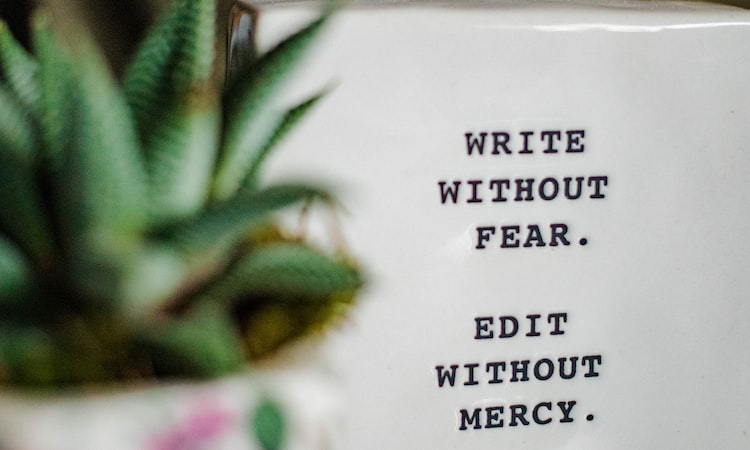 WRITE
WITHOUT
FEAR.
EDIT
WITHOUT
MERCY.